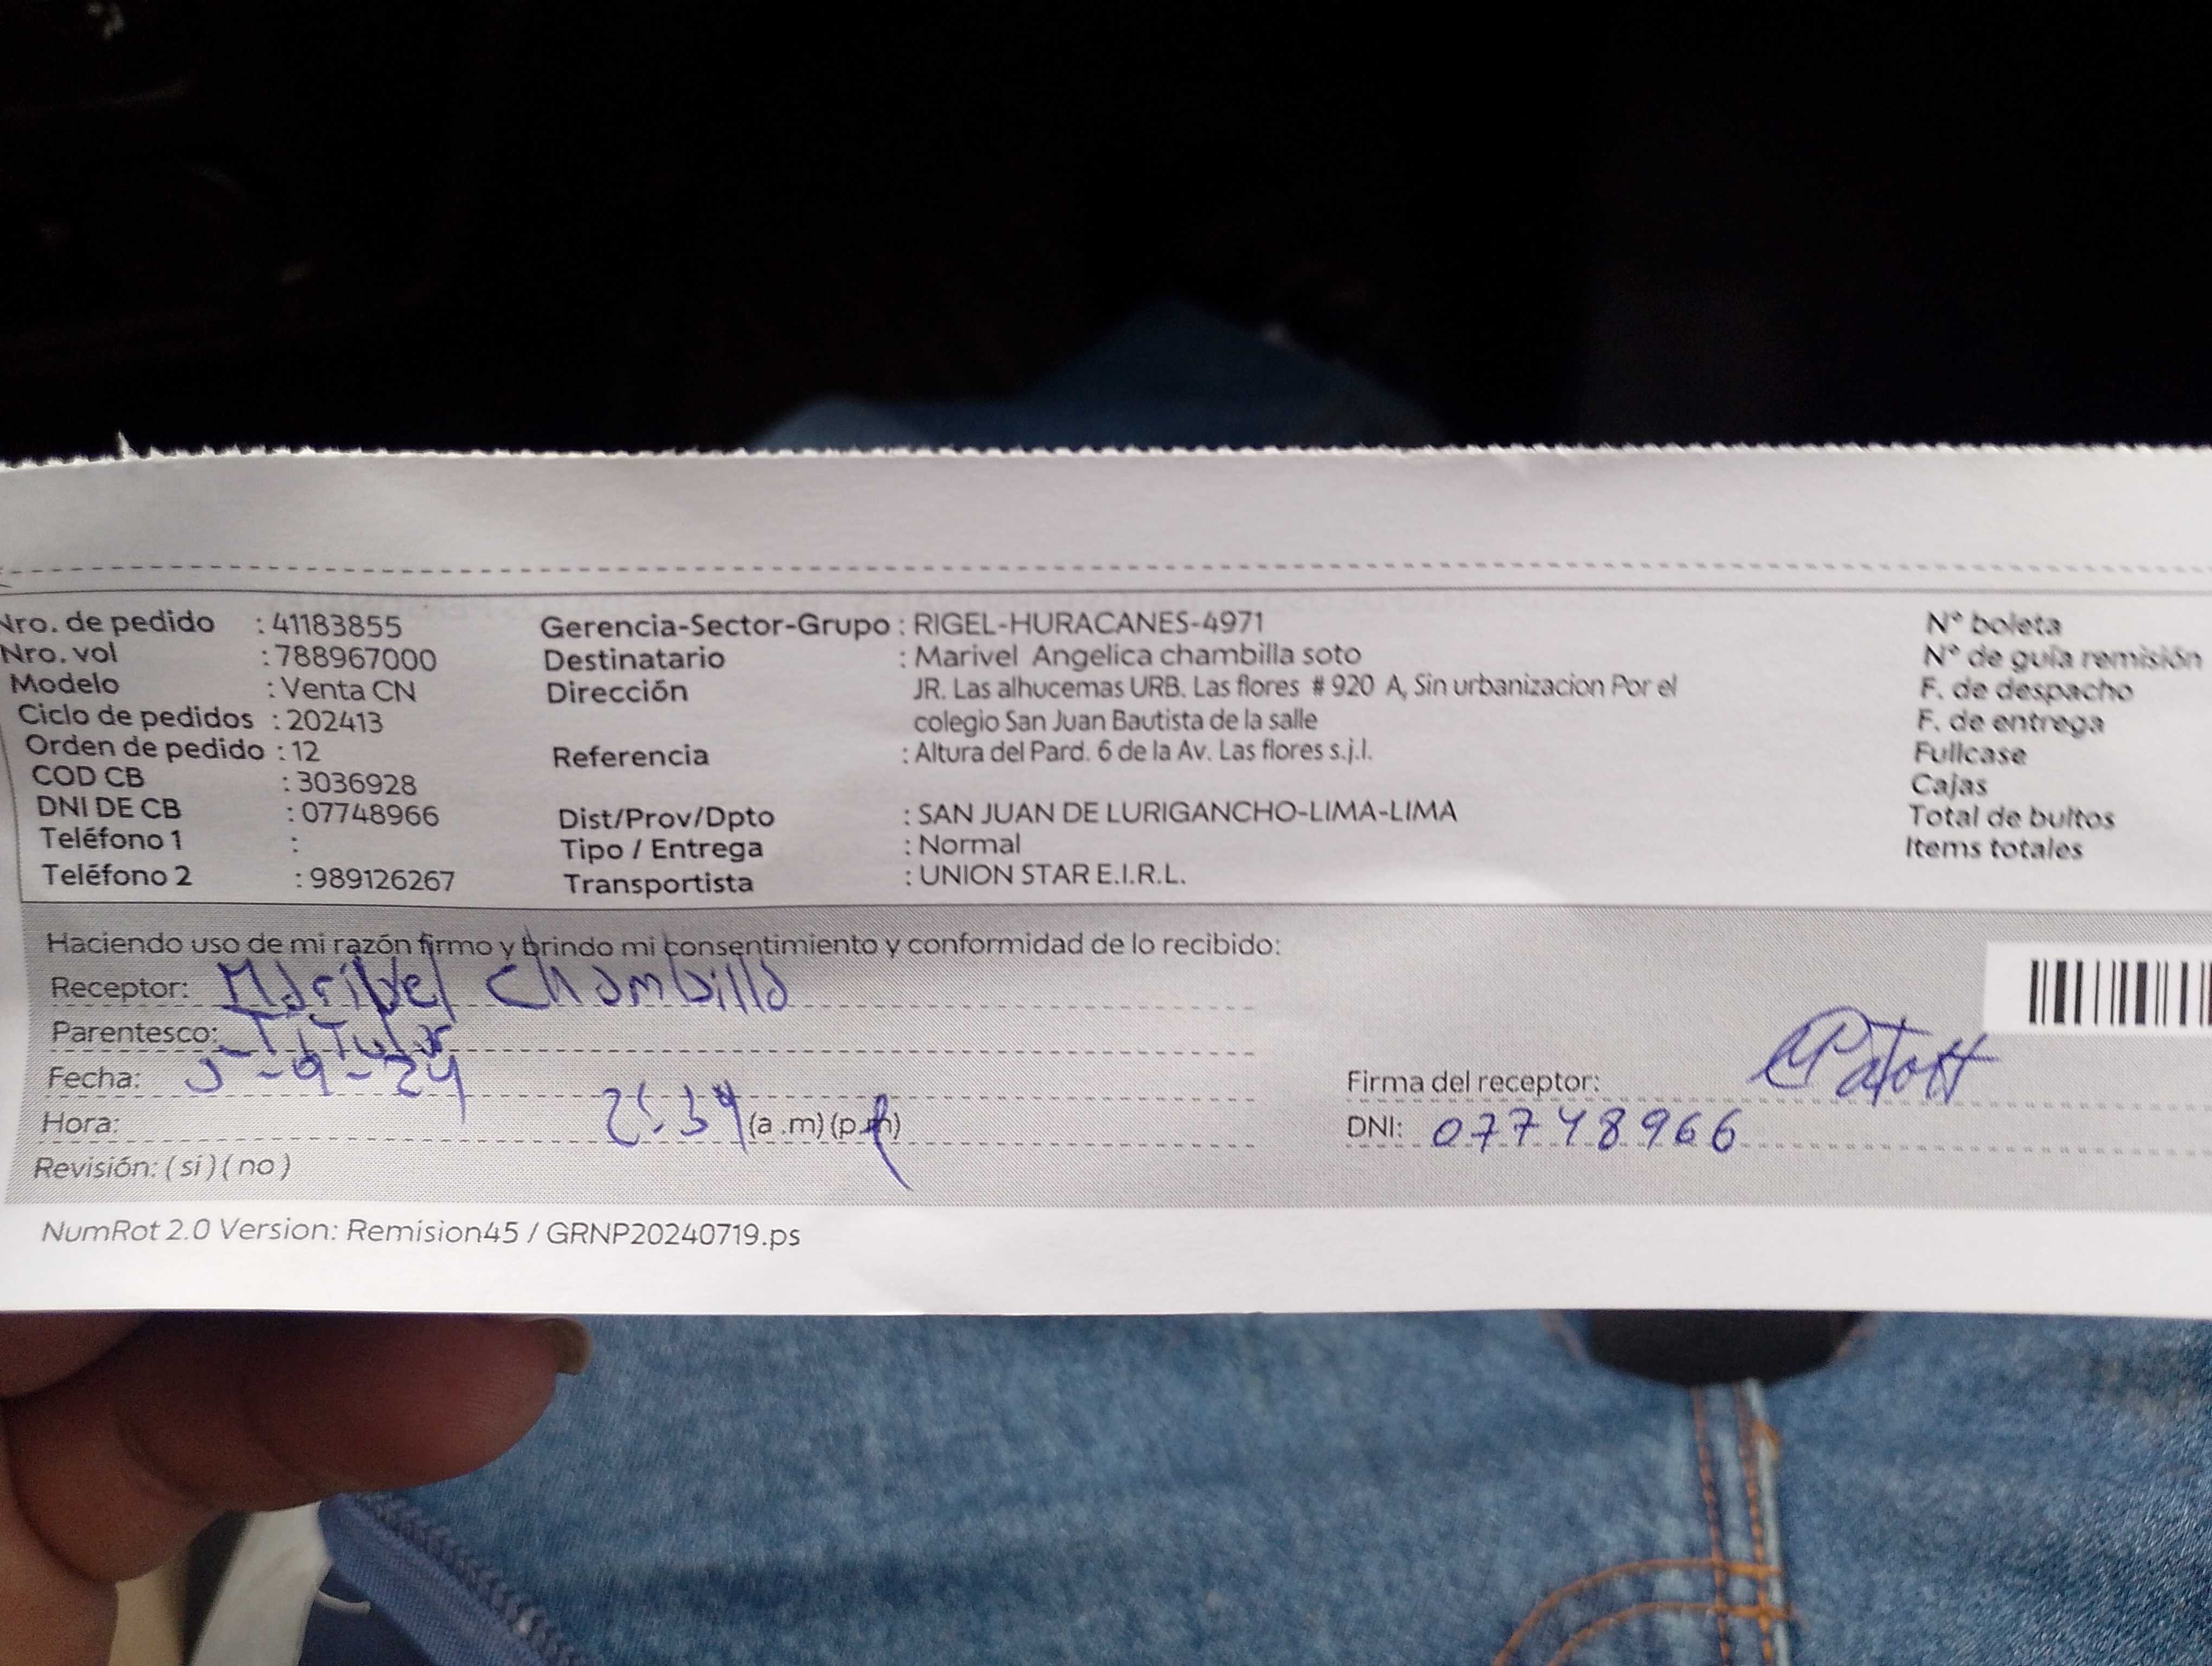 Nro. de pedido : 41183855 Gerencia-Sector-Grupo : RIGEL-HURACANES-4971 N° boleta
Nro. vol : 788967000 Destinatario : Marivel Angelica chambilla soto N° de guía remisión
Modelo : Venta CN Dirección JR. Las alhucemas URB. Las flores # 920 A, Sin urbanizacion Por el F. de despacho
Ciclo de pedidos : 202413 colegio San Juan Bautista de la salle F. de entrega
Orden de pedido : 12 Referencia : Altura del Pard. 6 de la Av. Las flores s.j.l. Fullcase
COD CB : 3036928 Cajas
DNI DE CB : 07748966 Dist/Prov/Dpto : SAN JUAN DE LURIGANCHO-LIMA-LIMA Total de bultos
Teléfono 1 : Tipo / Entrega : Normal Items totales
Teléfono 2 : 989126267 Transportista : UNION STAR E.I.R.L.
Haciendo uso de mi razón firmo y brindo mi consentimiento y conformidad de lo recibido:
Receptor: Maribel Chambilla
Parentesco: Titular
Fecha: 5-9-24 Firma del receptor:
Hora: (a .m) (p.m) DNI: 07748966
Revisión: ( si ) ( no )
NumRot 2.0 Version: Remision45 / GRNP20240719.ps